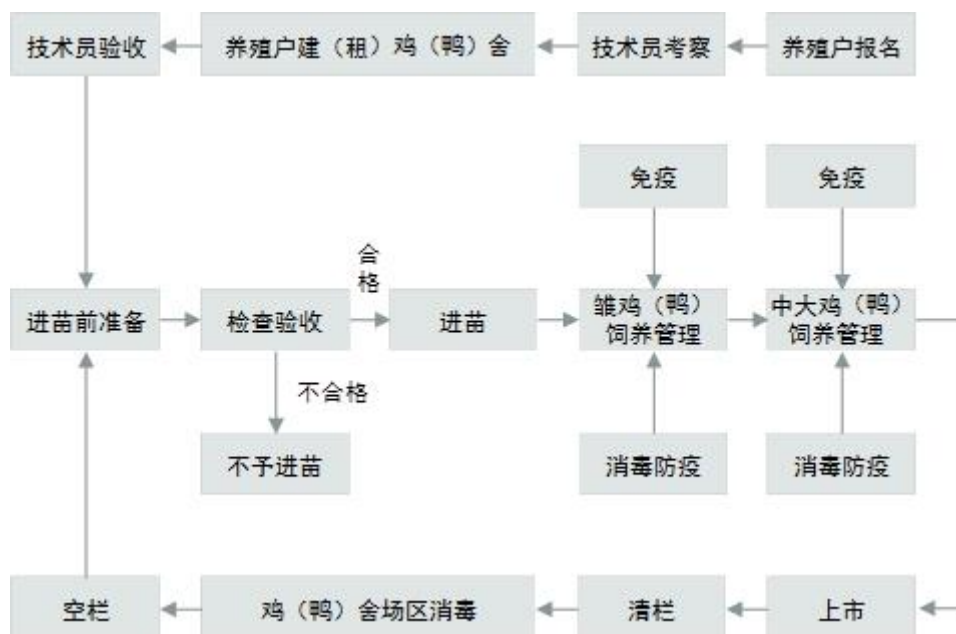 技术员验收
养殖户建（租）鸡（鸭）舍
技术员考察
养殖户报名
免疫
免疫
合
格
进苗前准备
检查验收
进苗
雏鸡（鸭）
饲养管理
中大鸡（鸭）
饲养管理
不合格
不予进苗
消毒防疫
消毒防疫
空栏
鸡（鸭）舍场区消毒
清栏
上市